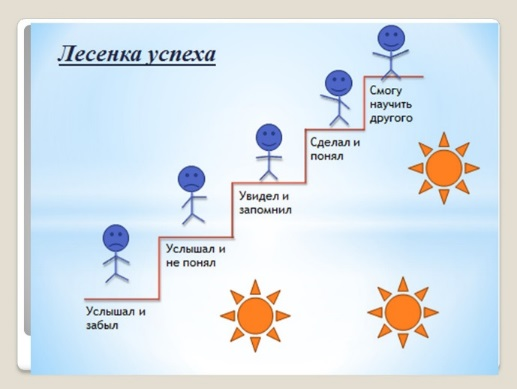 Лесенка успеха
Смогу
научить
другого
Сделал и
понял
Увидел и
запомнил
Услышал и
не понял
Услышал и
забыл